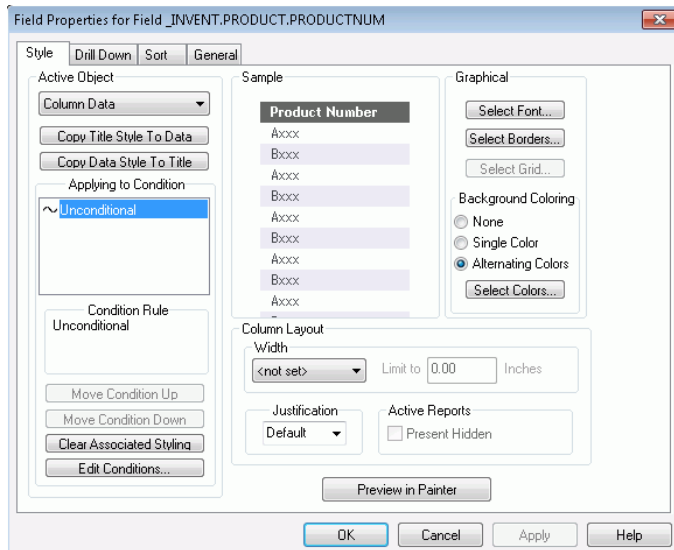 Field Properties for Field _INVENT.PRODUCT.PRODUCTNUM
Style
Drill Down
Sort
General
Active Object
Column Data
Copy Title Style To Data
Copy Data Style To Title
Applying to Condition
Unconditional
Condition Rule
Unconditional
Move Condition Up
Move Condition Down
Clear Associated Styling
Edit Conditions...
Sample
Product Number
Axxx
Bxxx
Axxx
Bxxx
Axxx
Bxxx
Axxx
Bxxx
Axxx
Graphical
Select Font...
Select Borders...
Select Grid...
Background Coloring
None
Single Color
Alternating Colors
Select Colors...
Column Layout
Width
<not set>
Limit to 0.00 Inches
Justification
Default
Active Reports
Present Hidden
Preview in Painter
OK
Cancel
Apply
Help